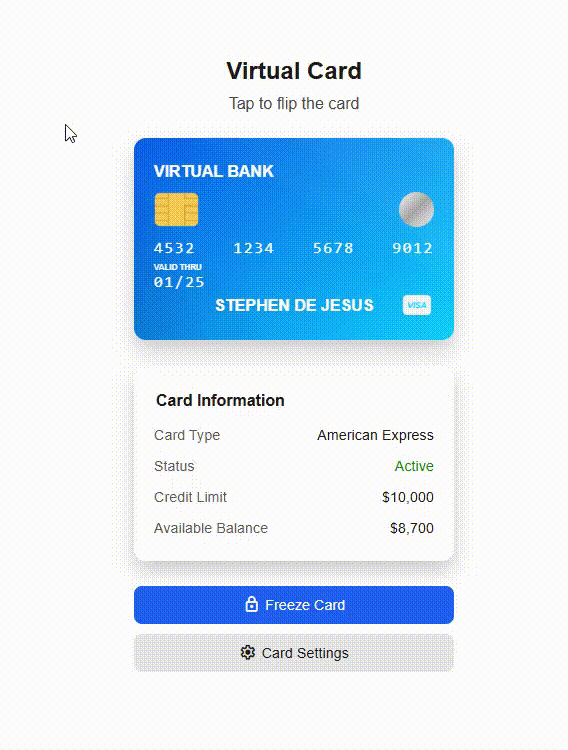 Virtual Card
Tap to flip the card
VIRTUAL BANK
4532 1234 5678 9012
VALID THRU
01/25
STEPHEN DE JESUS VISA
Card Information
Card Type American Express
Status Active
Credit Limit $10,000
Available Balance $8,700
Freeze Card
Card Settings